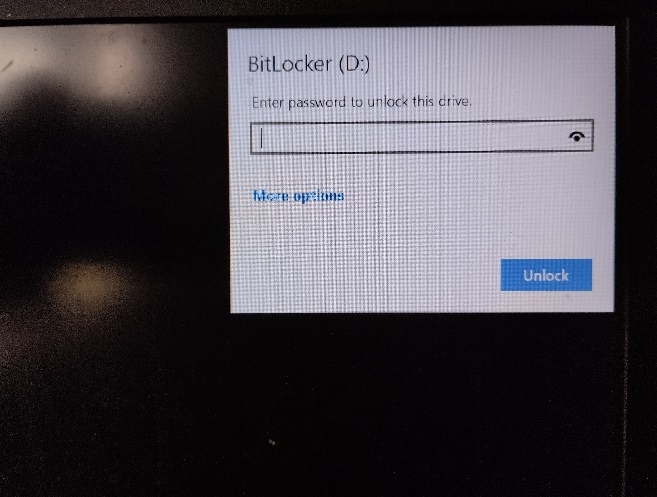 BitLocker (D:)
Enter password to unlock this drive.
More options
Unlock